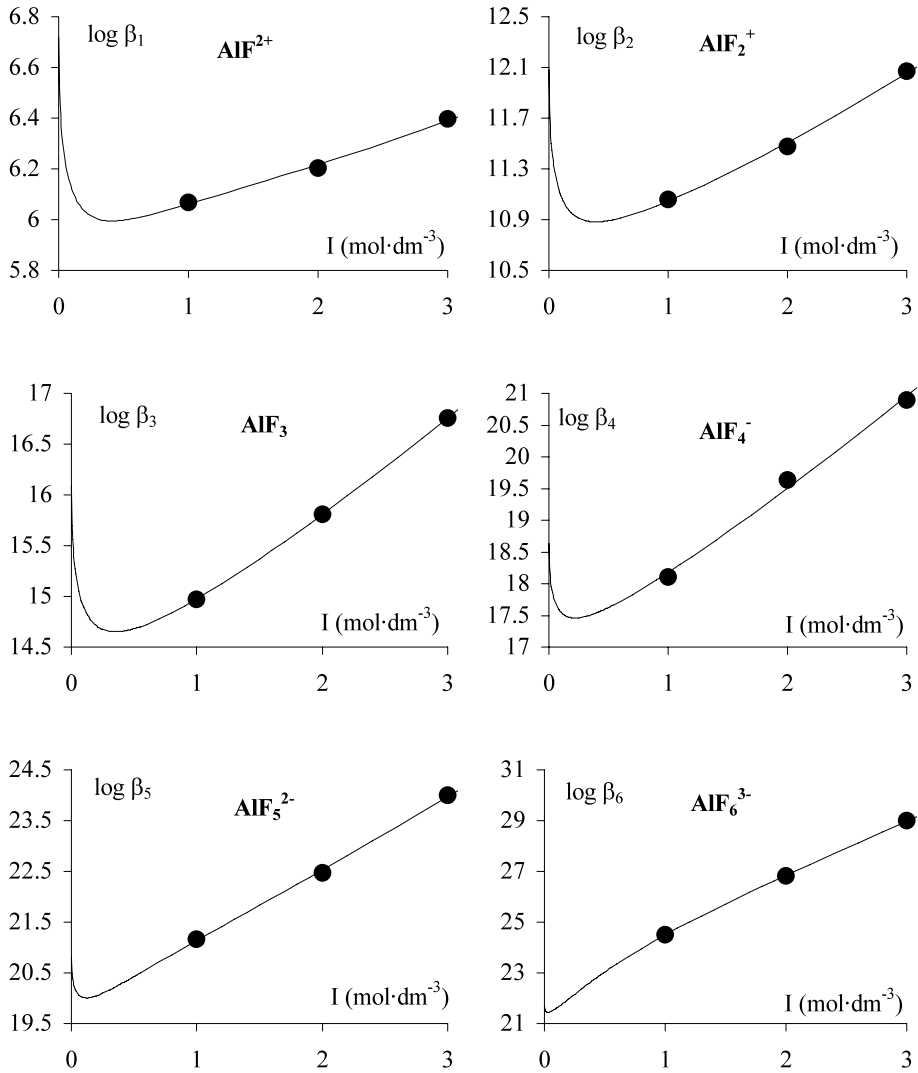 6.8
log β₁
AlF²⁺
6.6
6.4
6.2
6
I (mol·dm⁻³)
5.8
0 1 2 3
12.5
log β₂
AlF₂⁺
12.1
11.7
11.3
10.9
I (mol·dm⁻³)
10.5
0 1 2 3
17
log β₃
AlF₃
16.5
16
15.5
15
I (mol·dm⁻³)
14.5
0 1 2 3
21
log β₄
AlF₄⁻
20.5
20
19.5
19
18.5
18
17.5
I (mol·dm⁻³)
17
0 1 2 3
24.5
log β₅
AlF₅²⁻
23.5
22.5
21.5
20.5
I (mol·dm⁻³)
19.5
0 1 2 3
31
log β₆
AlF₆³⁻
29
27
25
23
I (mol·dm⁻³)
21
0 1 2 3